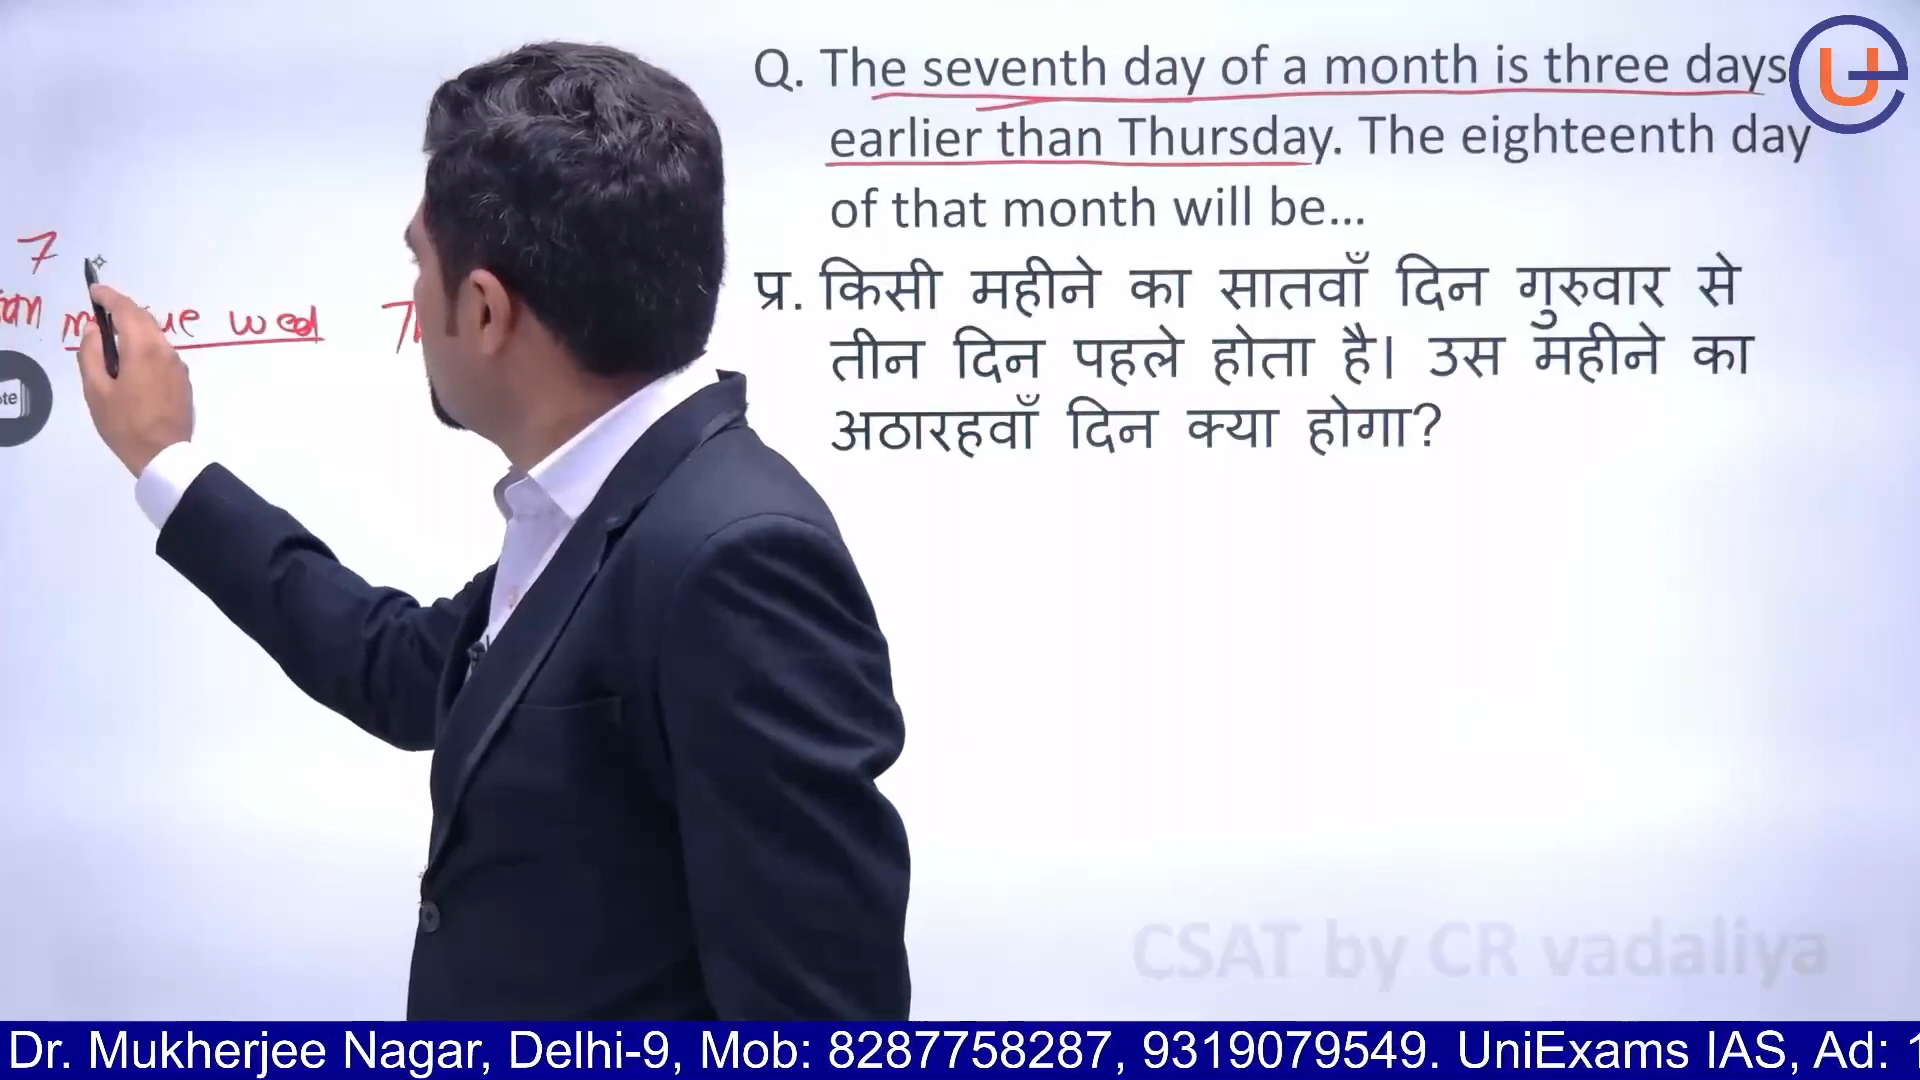 Q. The seventh day of a month is three days
earlier than Thursday. The eighteenth day
of that month will be...
प्र. किसी महीने का सातवाँ दिन गुरुवार से
तीन दिन पहले होता है। उस महीने का
अठारहवाँ दिन क्या होगा?
7
wed
CSAT by CR vadaliya
Dr. Mukherjee Nagar, Delhi-9, Mob: 8287758287, 9319079549. UniExams IAS, Ad: 1